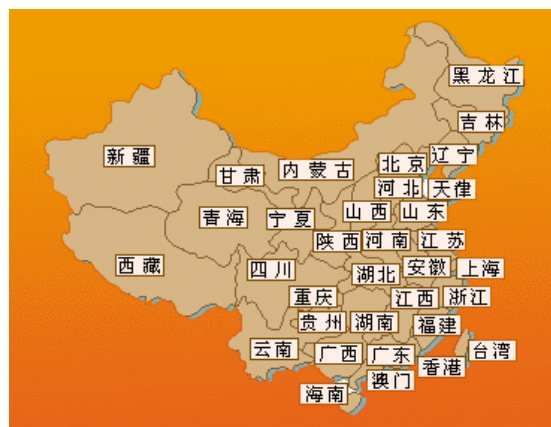 黑龙江
吉林
辽宁
北京
新疆
内蒙古
甘肃
河北
天津
山西
山东
青海
宁夏
陕西
河南
江苏
西藏
四川
湖北
安徽
上海
重庆
江西
浙江
贵州
湖南
福建
云南
广西
广东
台湾
香港
澳门
海南